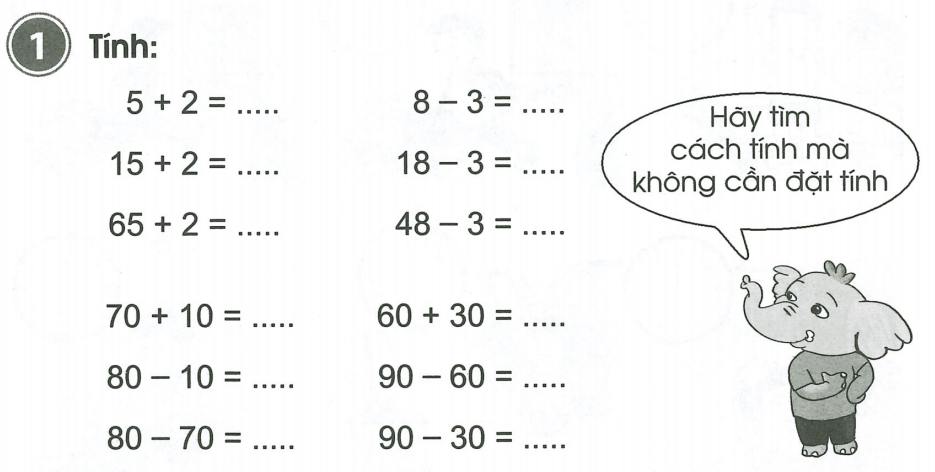 1 Tính:
5 + 2 = ..... 8 – 3 = .....
15 + 2 = ..... 18 – 3 = .....
65 + 2 = ..... 48 – 3 = .....
70 + 10 = ..... 60 + 30 = .....
80 – 10 = ..... 90 – 60 = .....
80 – 70 = ..... 90 – 30 = .....
Hãy tìm
cách tính mà
không cần đặt tính